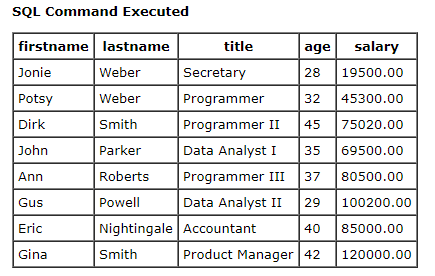 SQL Command Executed
firstname lastname title age salary
Jonie Weber Secretary 28 19500.00
Potsy Weber Programmer 32 45300.00
Dirk Smith Programmer II 45 75020.00
John Parker Data Analyst I 35 69500.00
Ann Roberts Programmer III 37 80500.00
Gus Powell Data Analyst II 29 100200.00
Eric Nightingale Accountant 40 85000.00
Gina Smith Product Manager 42 120000.00